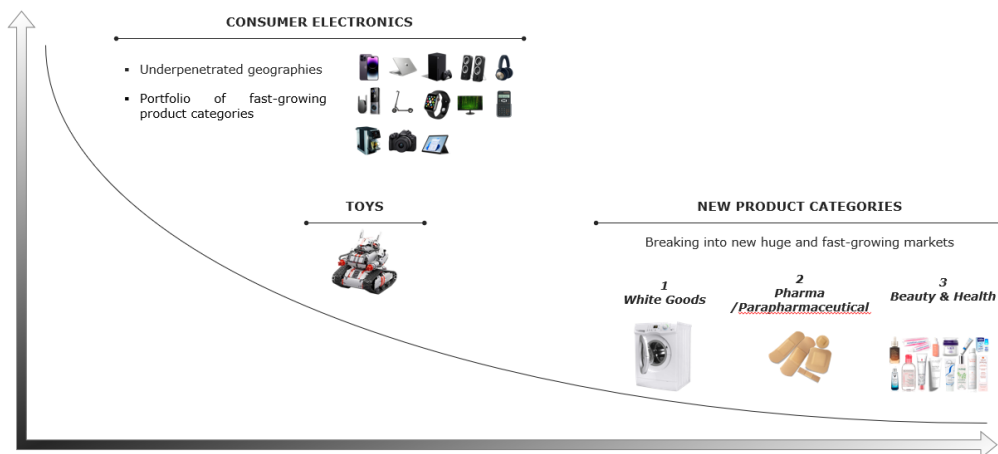 CONSUMER ELECTRONICS
▪ Underpenetrated geographies
▪ Portfolio of fast-growing
product categories
TOYS
NEW PRODUCT CATEGORIES
Breaking into new huge and fast-growing markets
1
White Goods
2
Pharma
/Parapharmaceutical
3
Beauty & Health